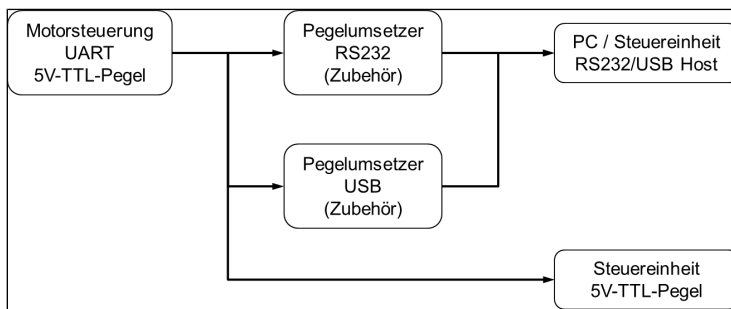 Motorsteuerung
UART
5V-TTL-Pegel
Pegelumsetzer
RS232
(Zubehör)
PC / Steuereinheit
RS232/USB Host
Pegelumsetzer
USB
(Zubehör)
Steuereinheit
5V-TTL-Pegel